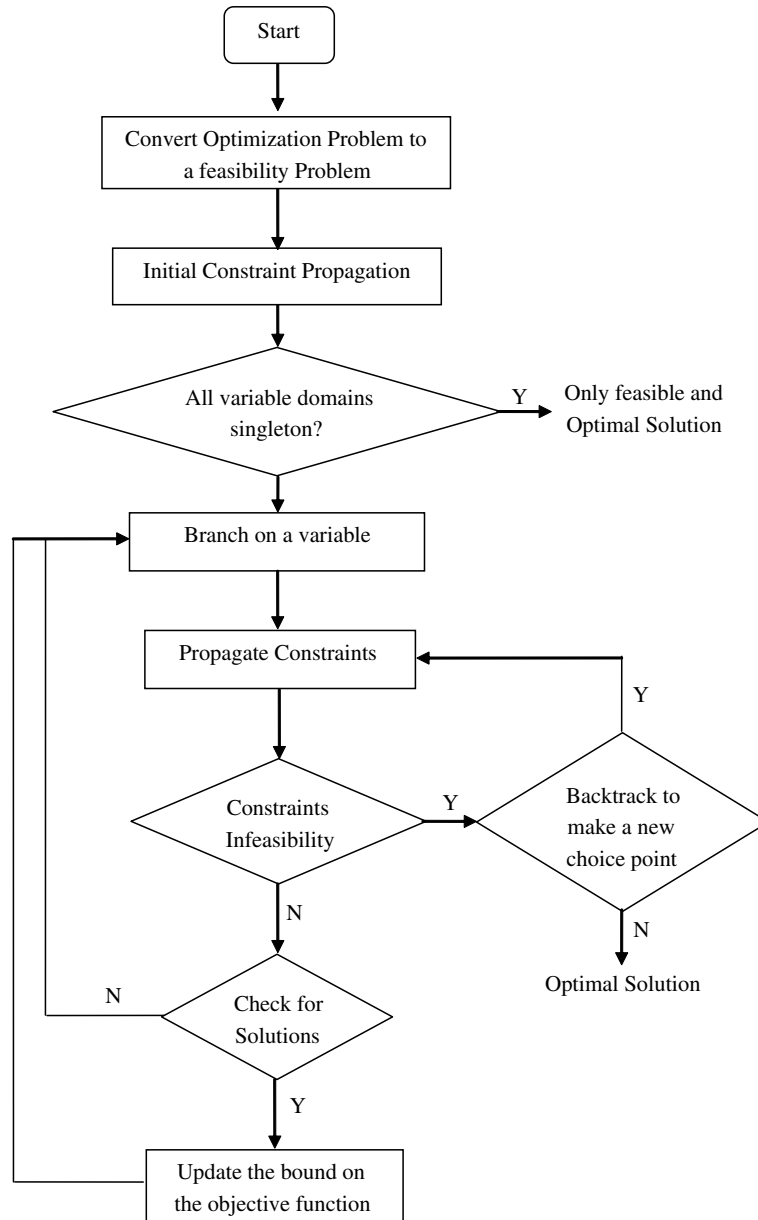 Start
Convert Optimization Problem to
a feasibility Problem
Initial Constraint Propagation
All variable domains
singleton?
Y
Only feasible and
Optimal Solution
Branch on a variable
Propagate Constraints
Y
Constraints
Infeasibility
Y
Backtrack to
make a new
choice point
N
N
Optimal Solution
N
Check for
Solutions
Y
Update the bound on
the objective function